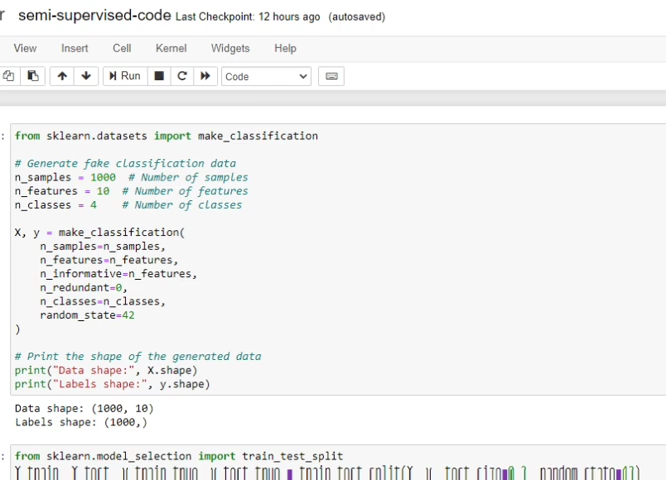 semi-supervised-code Last Checkpoint: 12 hours ago (autosaved)
View Insert Cell Kernel Widgets Help
Run Code
from sklearn.datasets import make_classification
# Generate fake classification data
n_samples = 1000 # Number of samples
n_features = 10 # Number of features
n_classes = 4 # Number of classes
X, y = make_classification(
n_samples=n_samples,
n_features=n_features,
n_informative=n_features,
n_redundant=0,
n_classes=n_classes,
random_state=42
)
# Print the shape of the generated data
print("Data shape:", X.shape)
print("Labels shape:", y.shape)
Data shape: (1000, 10)
Labels shape: (1000,)
from sklearn.model_selection import train_test_split